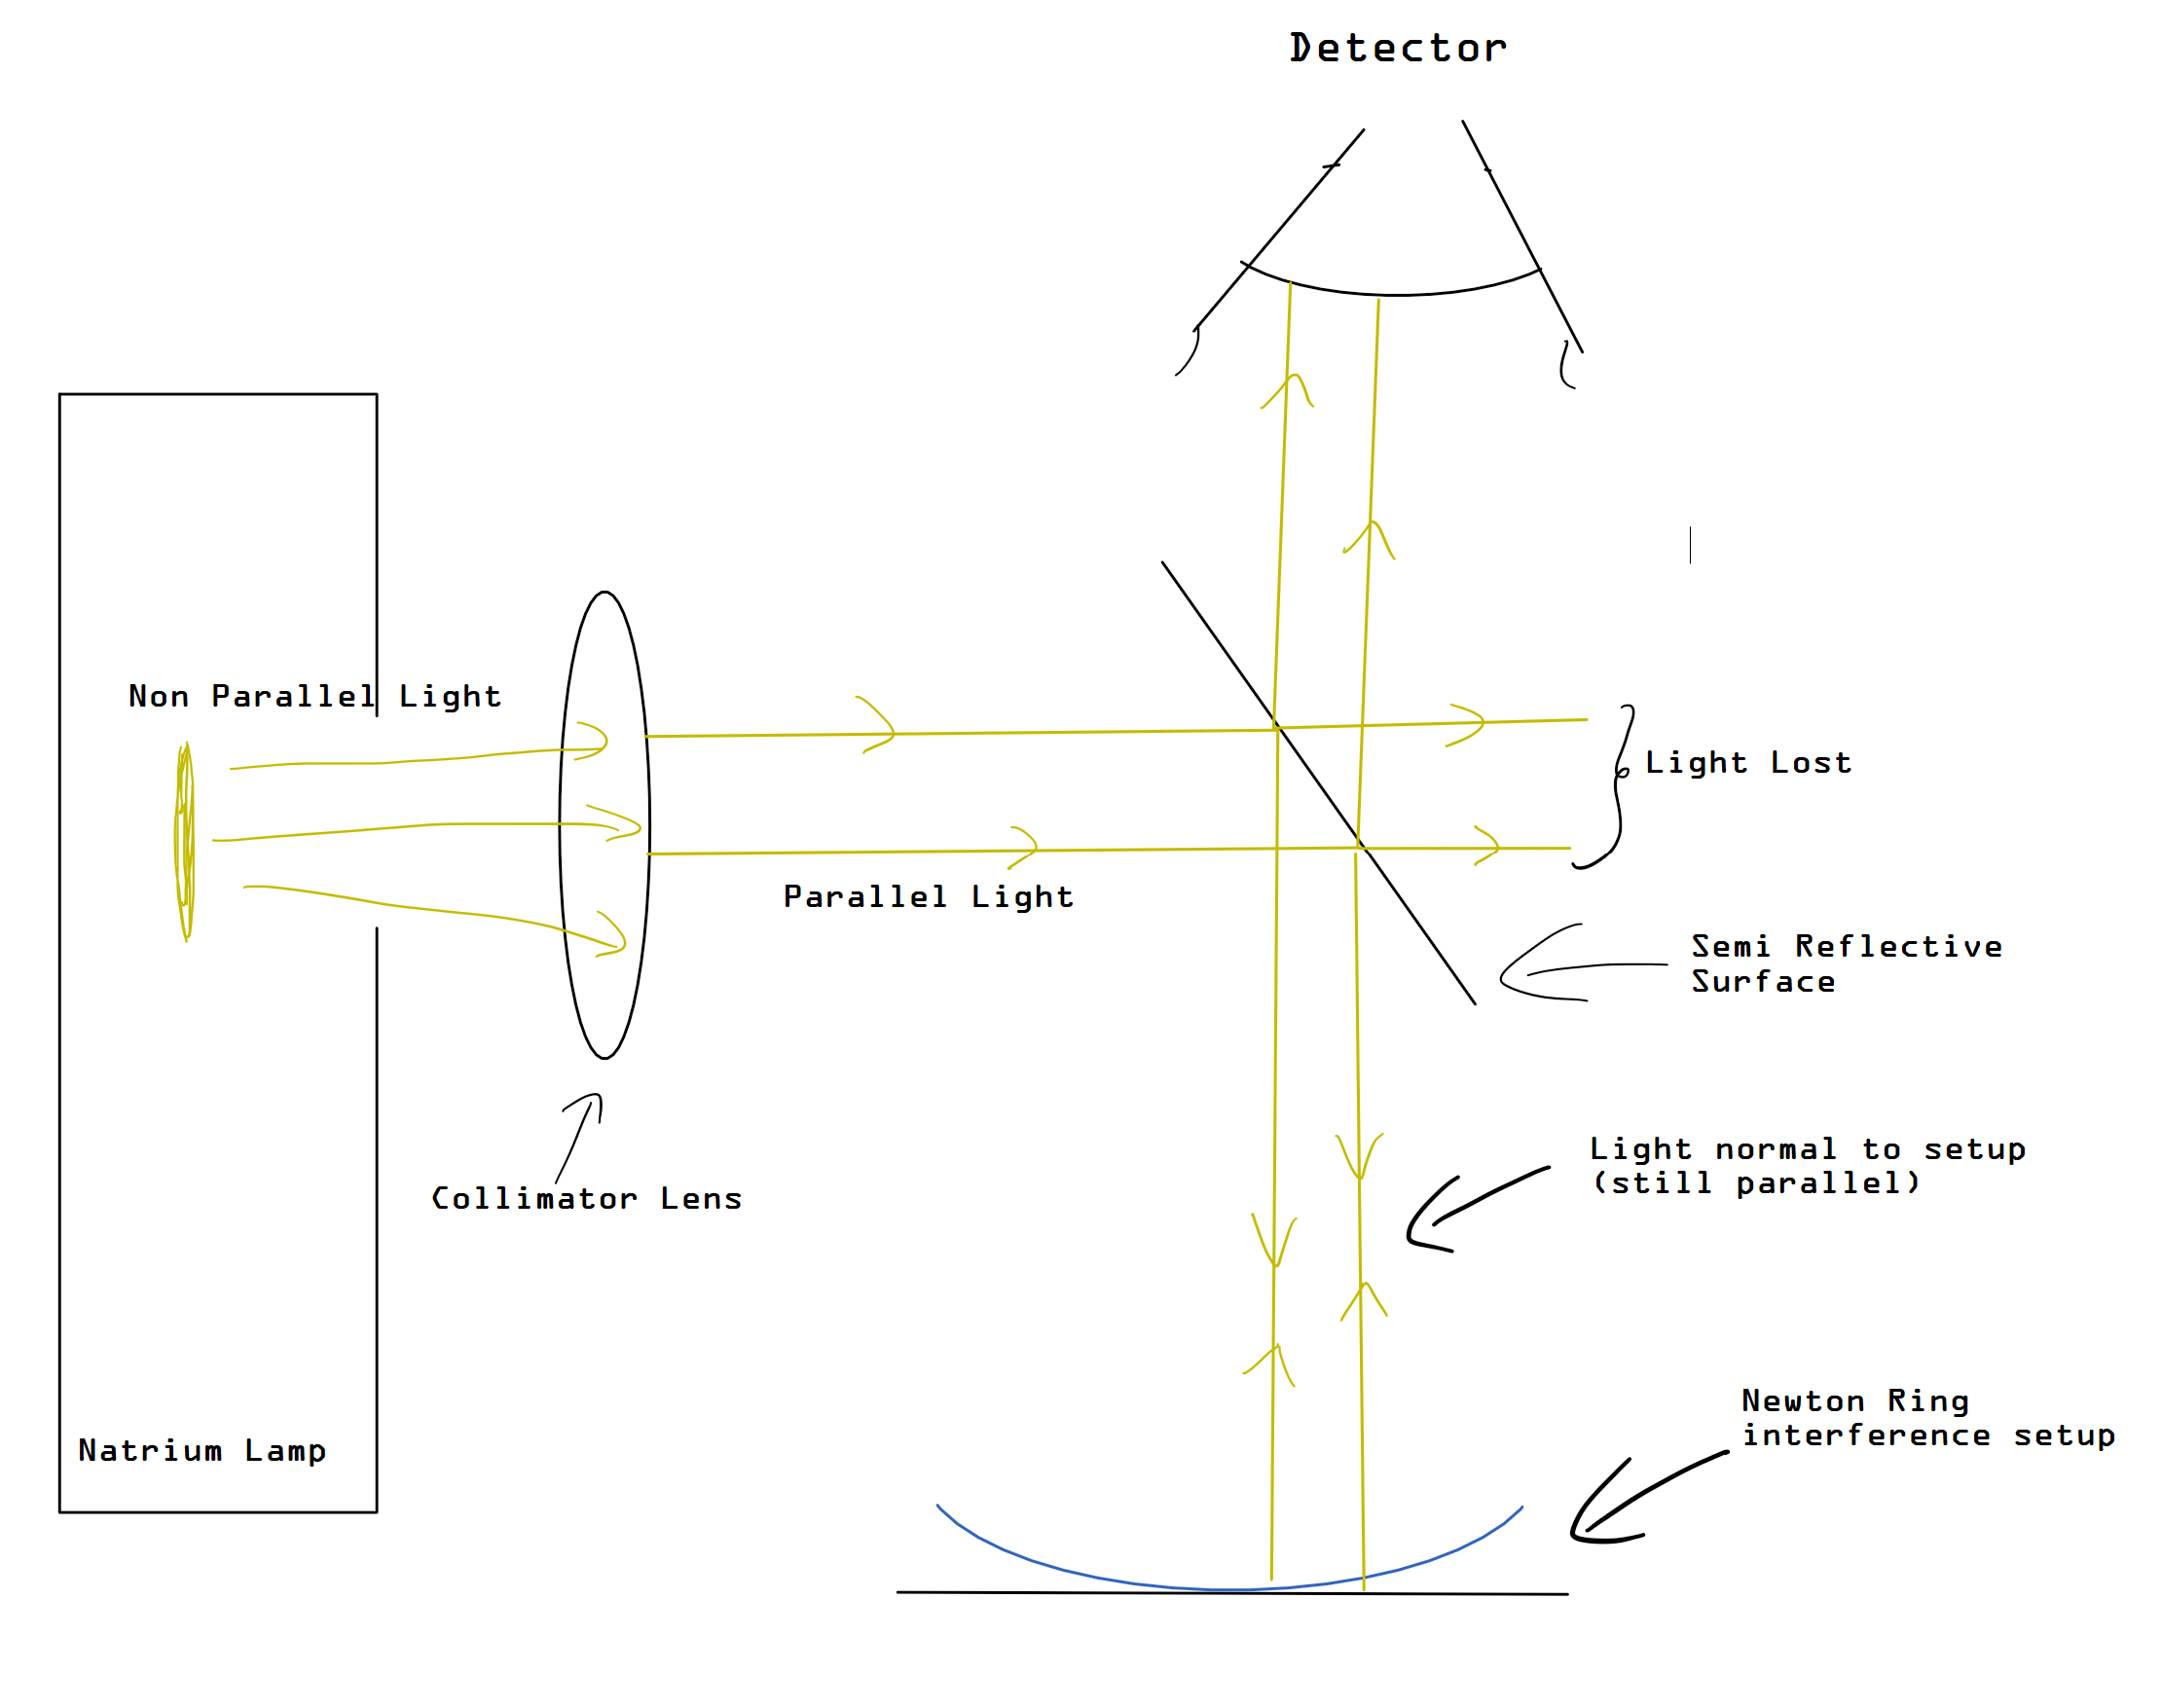 Detector
Non Parallel Light
Light Lost
Parallel Light
Semi Reflective
Surface
Light normal to setup
(still parallel)
Collimator Lens
Newton Ring
interference setup
Natrium Lamp